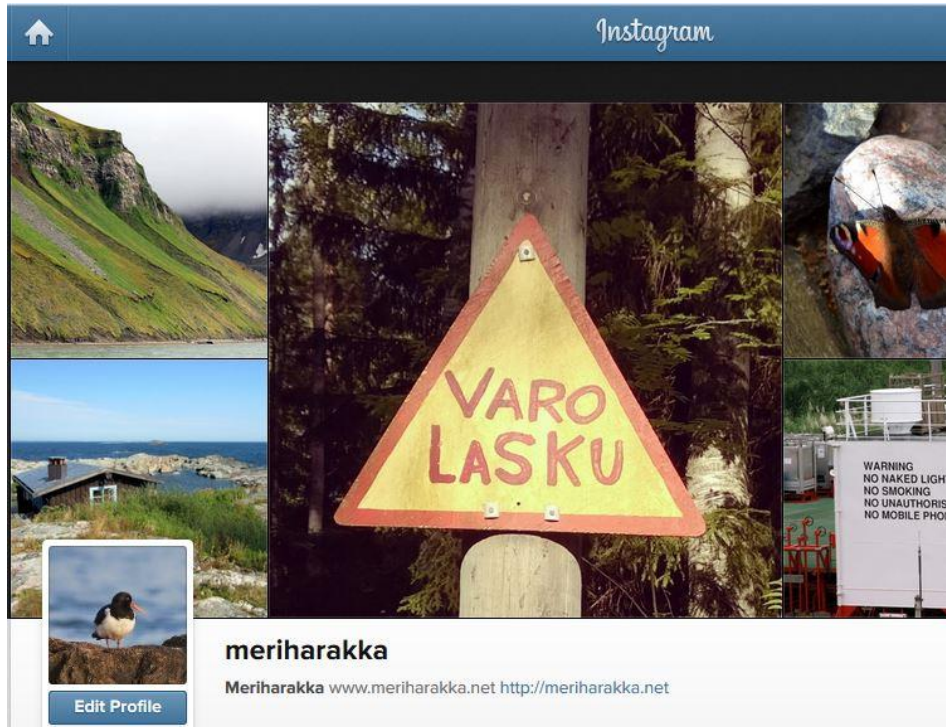 Instagram
VARO
LASKU
WARNING
NO NAKED LIGH
NO SMOKING
NO UNAUTHORIS
NO MOBILE PHO
meriharakka
Meriharakka www.meriharakka.net http://meriharakka.net
Edit Profile